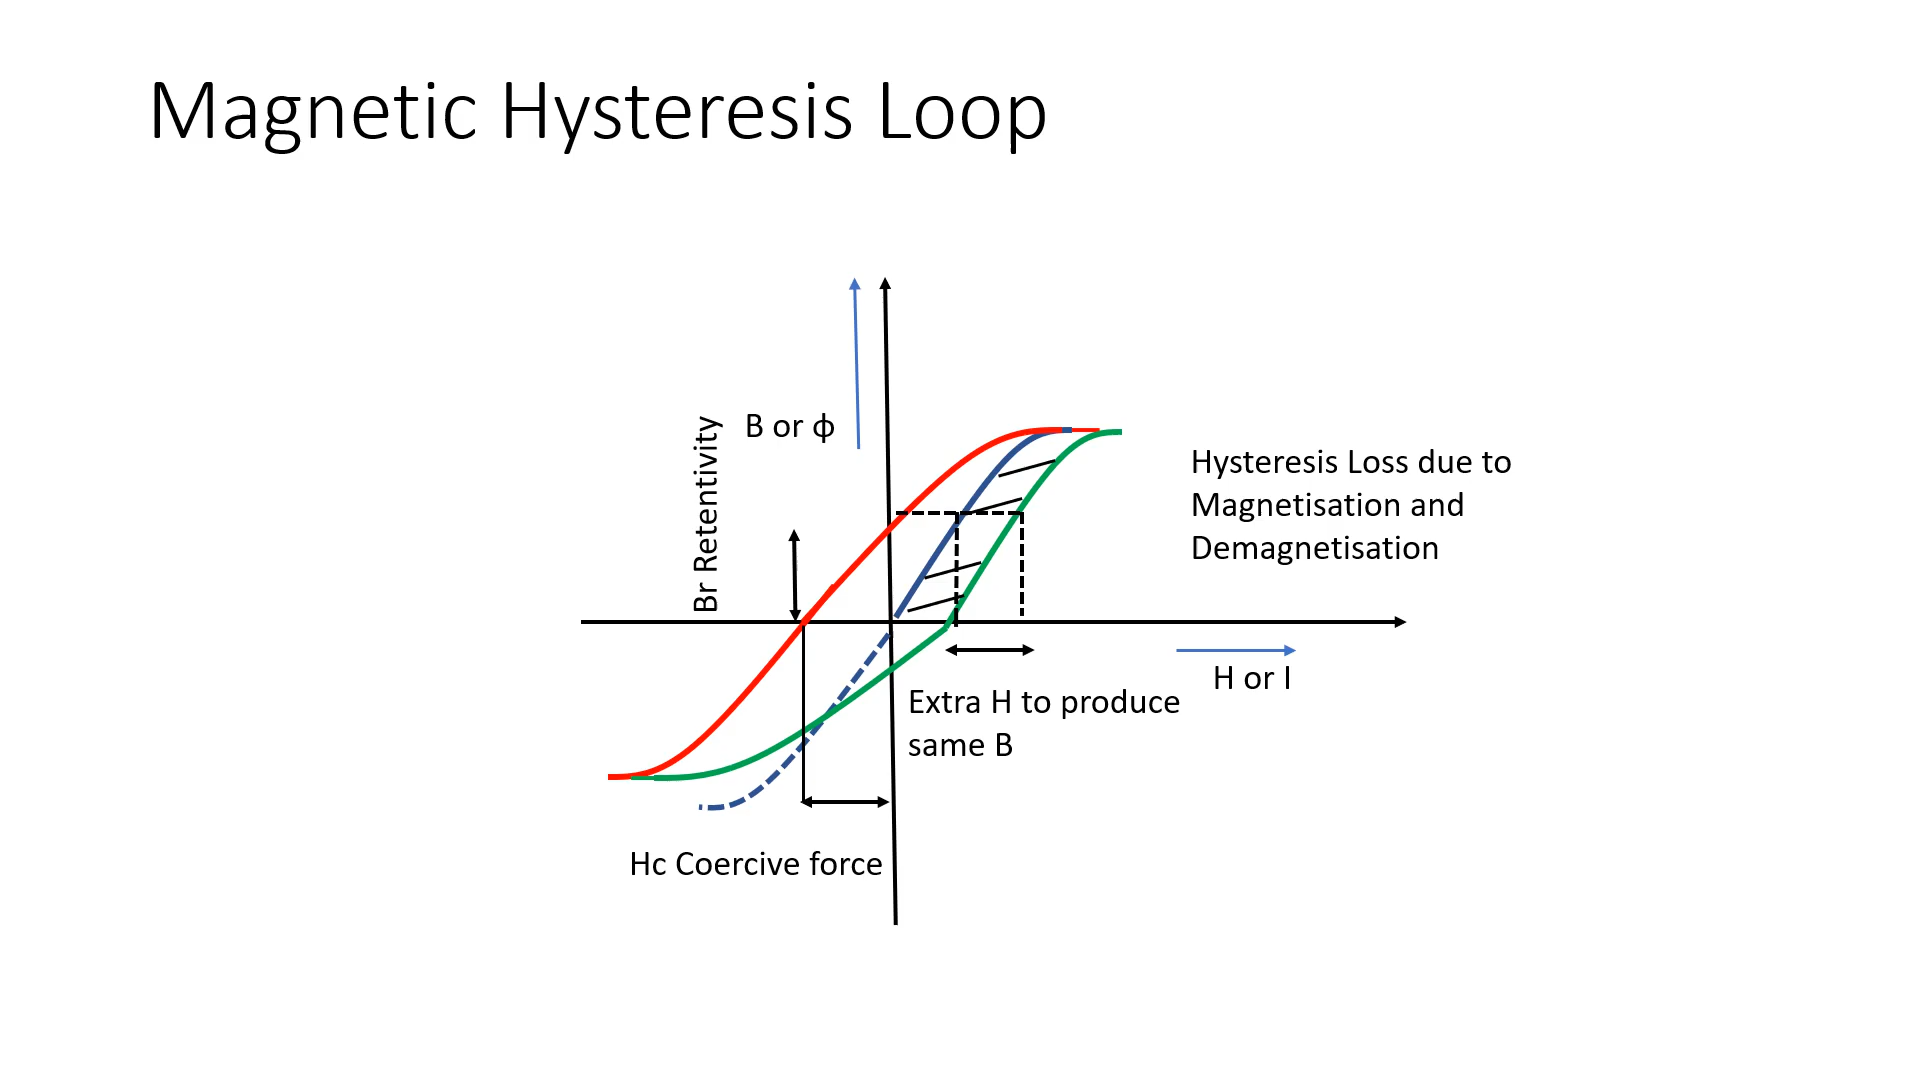 Magnetic Hysteresis Loop
B or ф
Br Retentivity
Hysteresis Loss due to
Magnetisation and
Demagnetisation
H or I
Extra H to produce
same B
Hc Coercive force